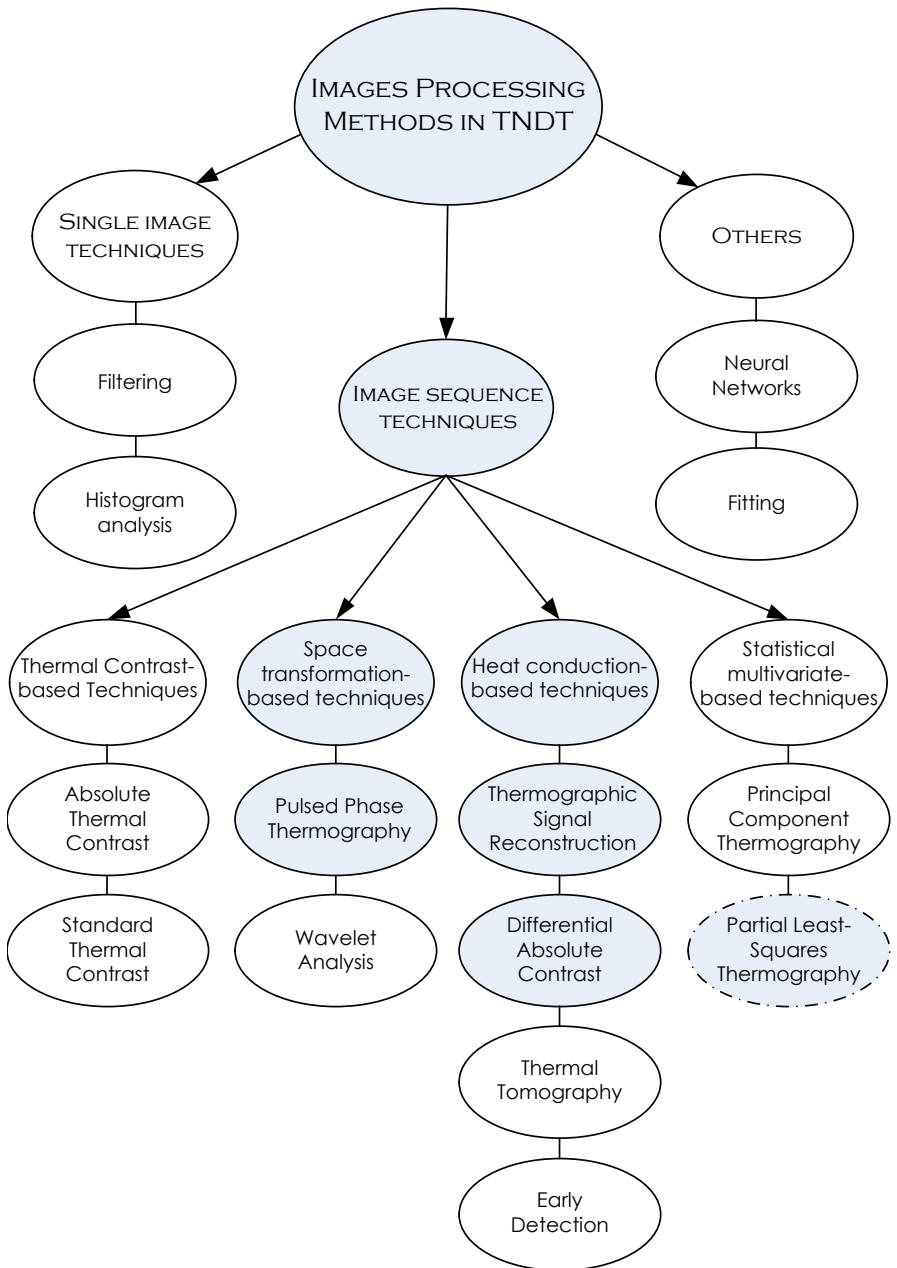 IMAGES PROCESSING
METHODS IN TNDT
SINGLE IMAGE
TECHNIQUES
OTHERS
Filtering
Neural
Networks
IMAGE SEQUENCE
TECHNIQUES
Histogram
analysis
Fitting
Thermal Contrast-
based Techniques
Space
transformation-
based techniques
Heat conduction-
based techniques
Statistical
multivariate-
based techniques
Absolute
Thermal
Contrast
Pulsed Phase
Thermography
Thermographic
Signal
Reconstruction
Principal
Component
Thermography
Standard
Thermal
Contrast
Wavelet
Analysis
Differential
Absolute
Contrast
Partial Least-
Squares
Thermography
Thermal
Tomography
Early
Detection